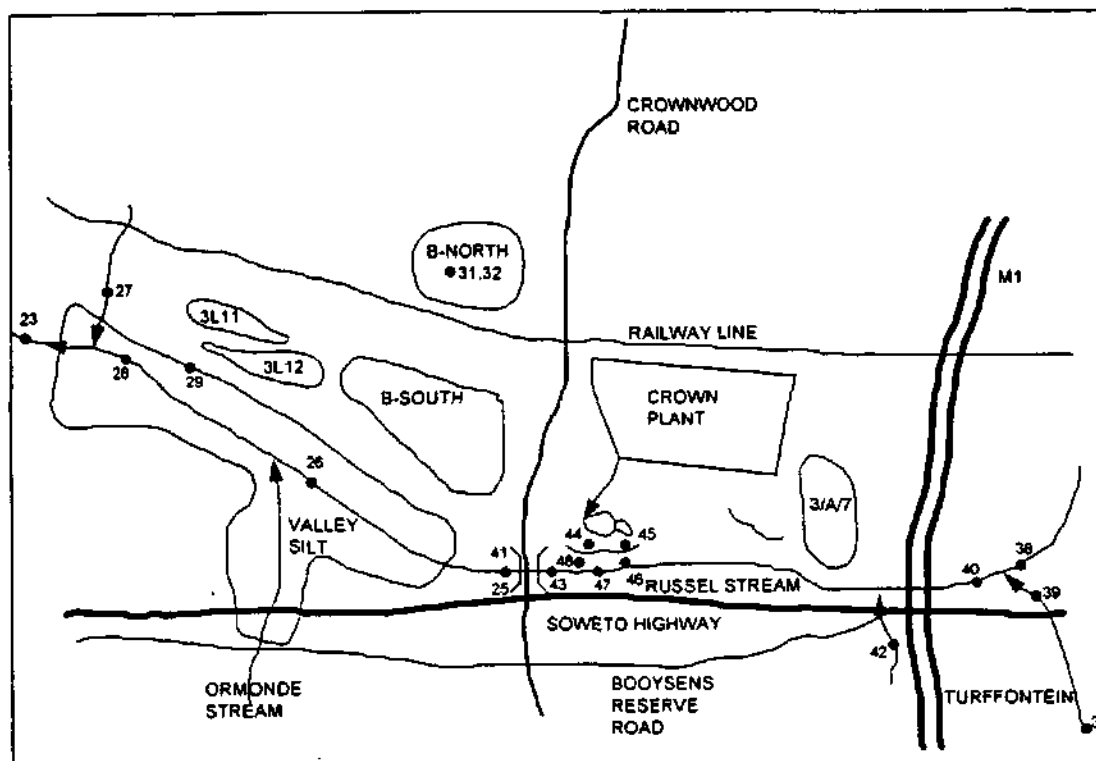 CROWNWOOD
ROAD
B-NORTH
31,32
M1
27
23
3L11
RAILWAY LINE
28
29
3L12
B-SOUTH
CROWN
PLANT
26
3/A/7
VALLEY
SILT
44
45
41
48
38
40
25
43
47
46
RUSSEL STREAM
39
SOWETO HIGHWAY
42
ORMONDE
STREAM
BOOYSENS
RESERVE
ROAD
TURFFONTEIN